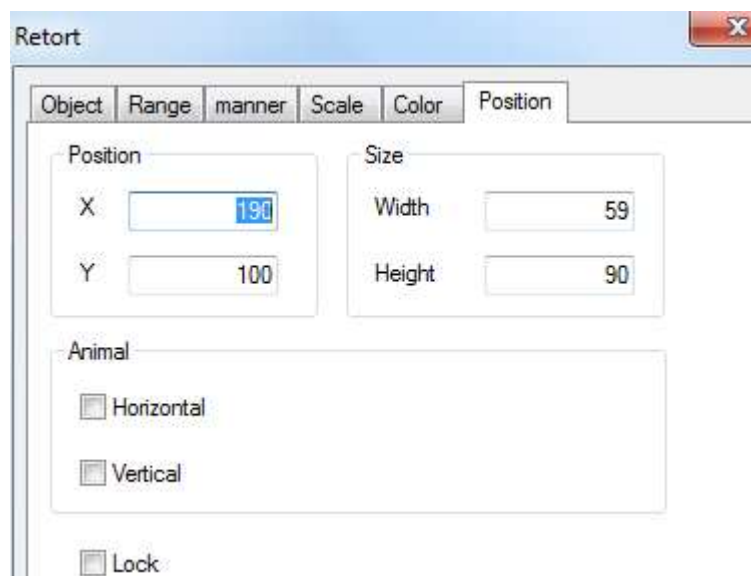 Retort
Object Range manner Scale Color Position
Position
X 190
Y 100
Size
Width 59
Height 90
Animal
Horizontal
Vertical
Lock